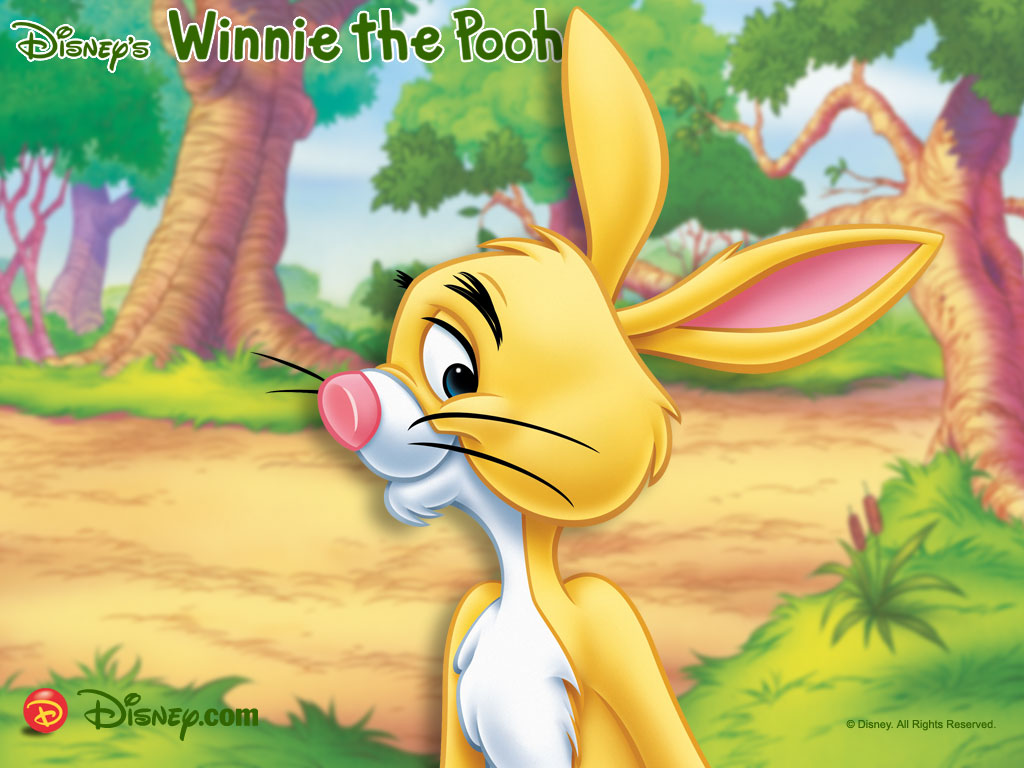 Disney's Winnie the Pooh
Disney.com
© Disney. All Rights Reserved.